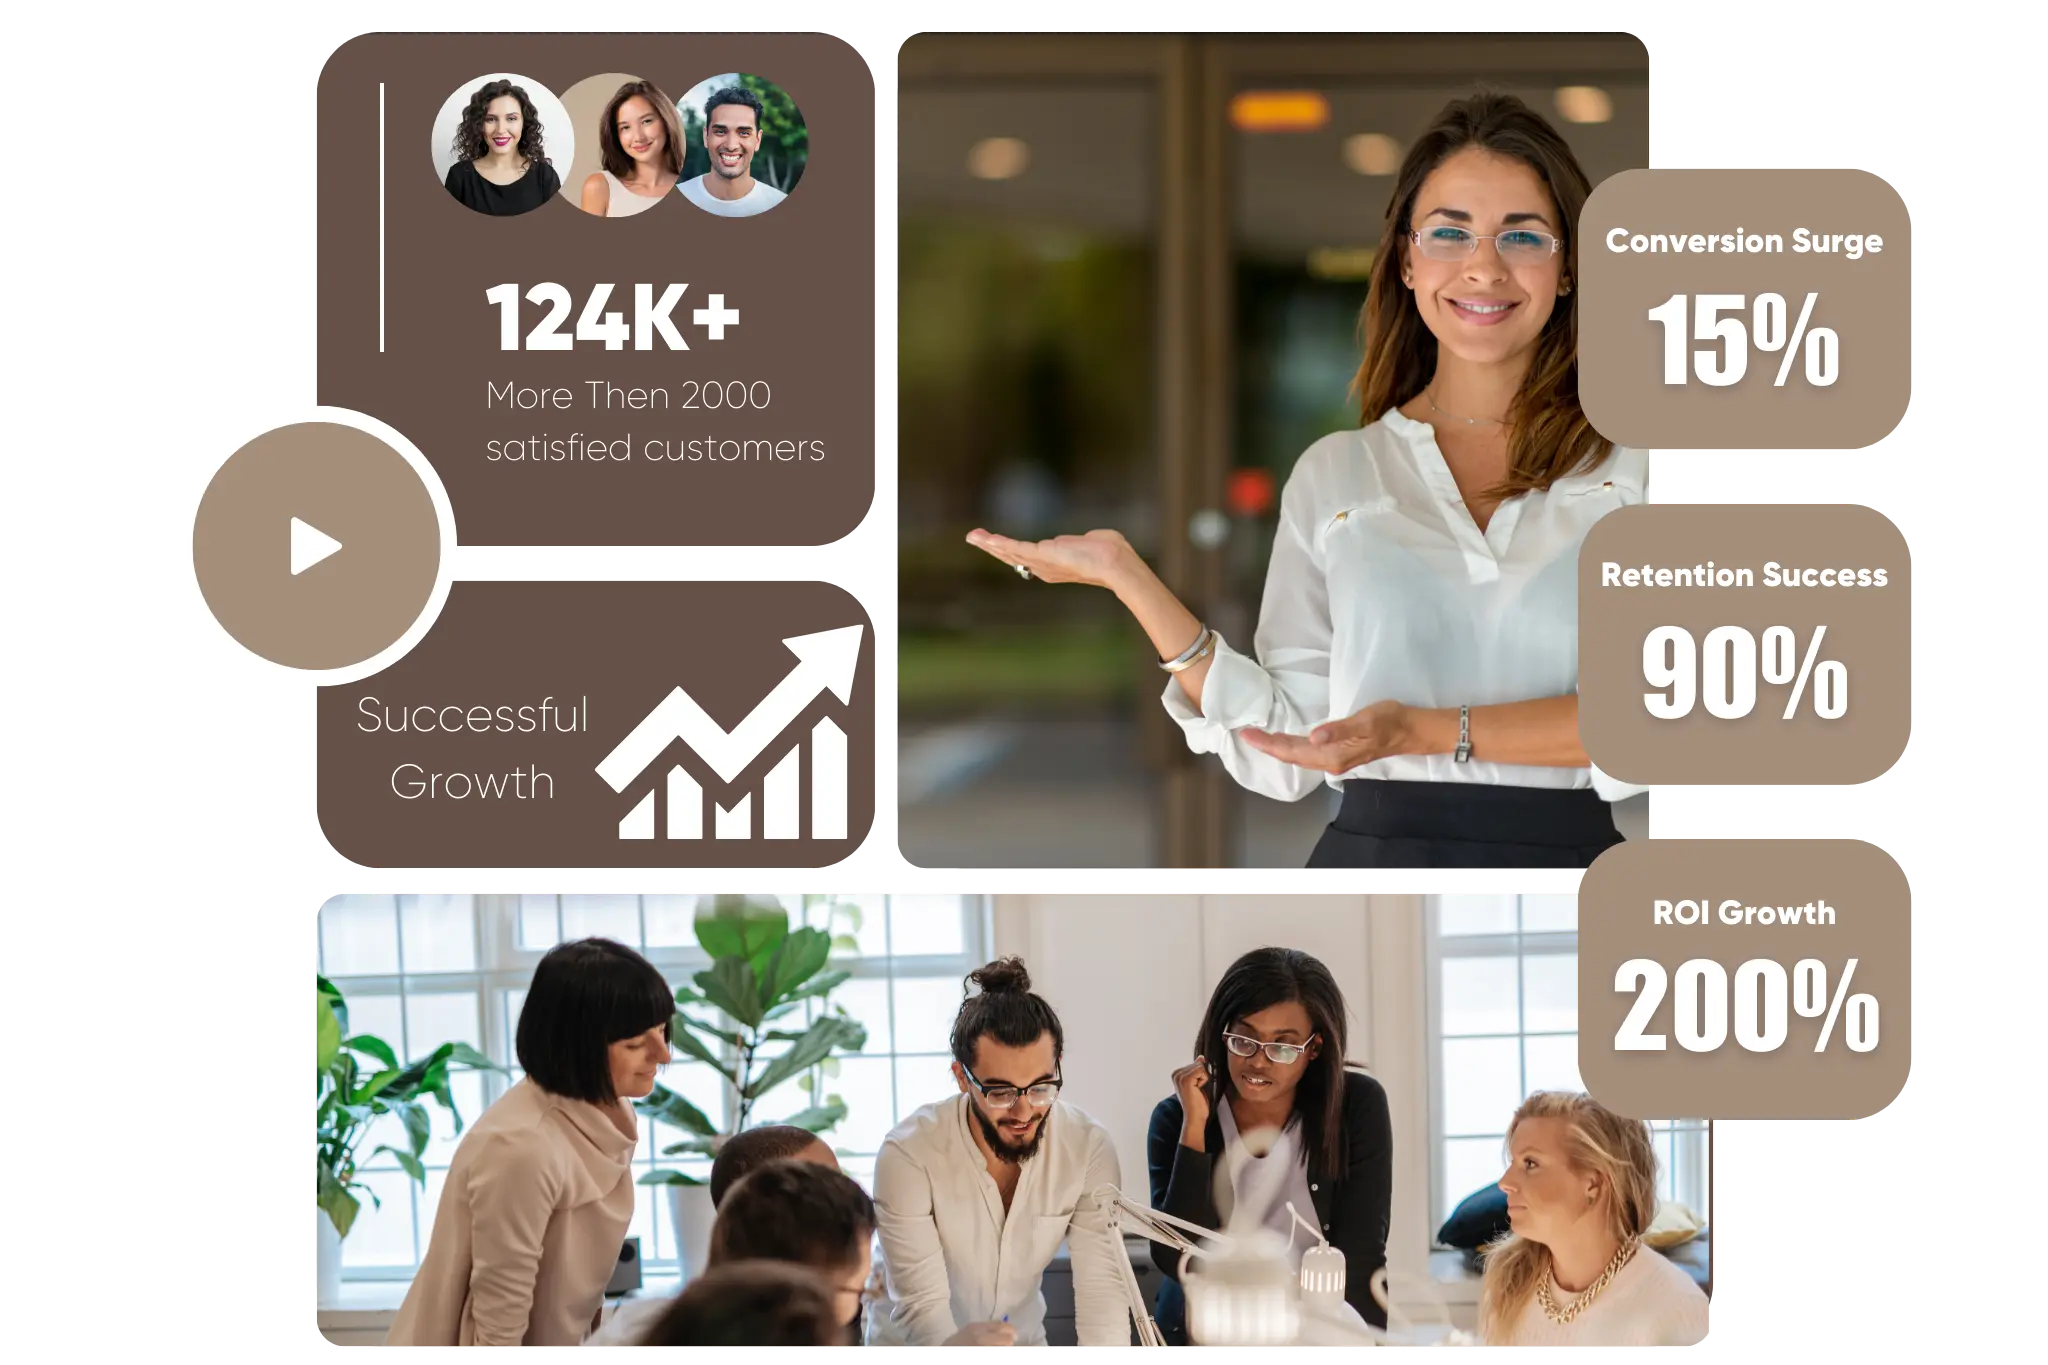 124K+
More Then 2000
satisfied customers
Successful
Growth
Conversion Surge
15%
Retention Success
90%
ROI Growth
200%